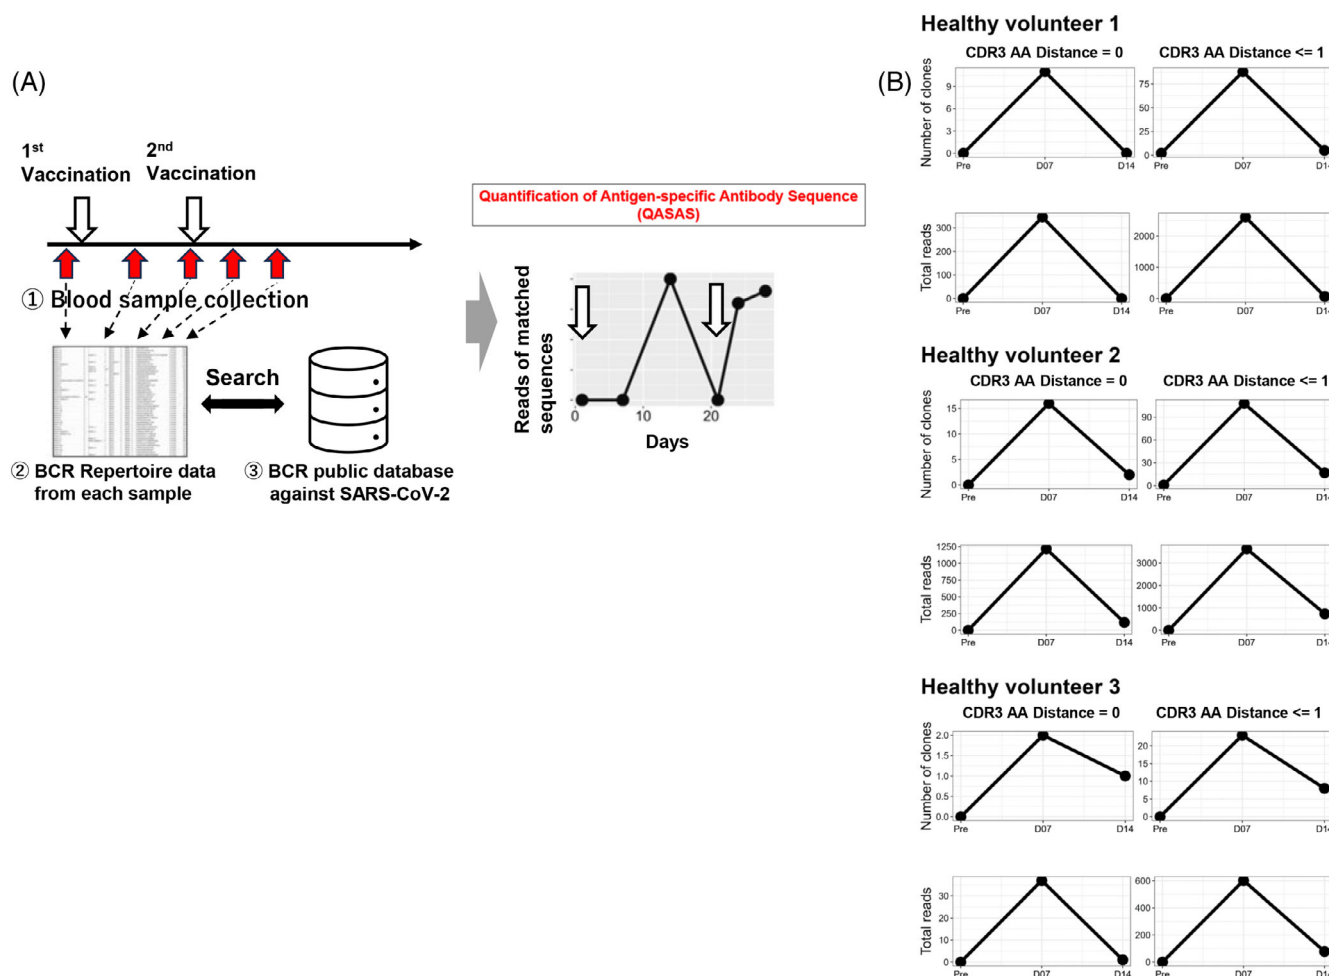 (A)
1st
Vaccination
2nd
Vaccination
① Blood sample collection
Search
② BCR Repertoire data
from each sample
③ BCR public database
against SARS-CoV-2
Quantification of Antigen-specific Antibody Sequence
(QASAS)
Reads of matched
sequences
0
10
20
Days
(B)
Healthy volunteer 1
CDR3 AA Distance = 0
CDR3 AA Distance <= 1
Number of clones
9
6
3
0
Pre
D07
D14
75
50
25
0
Pre
D07
D14
Total reads
300
200
100
0
Pre
D07
D14
2000
1000
0
Pre
D07
D14
Healthy volunteer 2
CDR3 AA Distance = 0
CDR3 AA Distance <= 1
Number of clones
15
10
5
0
Pre
D07
D14
90
60
30
0
Pre
D07
D14
Total reads
1250
1000
750
500
250
0
Pre
D07
D14
3000
2000
1000
0
Pre
D07
D14
Healthy volunteer 3
CDR3 AA Distance = 0
CDR3 AA Distance <= 1
Number of clones
2.0
1.5
1.0
0.5
0.0
Pre
D07
D14
20
15
10
5
0
Pre
D07
D14
Total reads
30
20
10
0
Pre
D07
D14
600
400
200
0
Pre
D07
D14